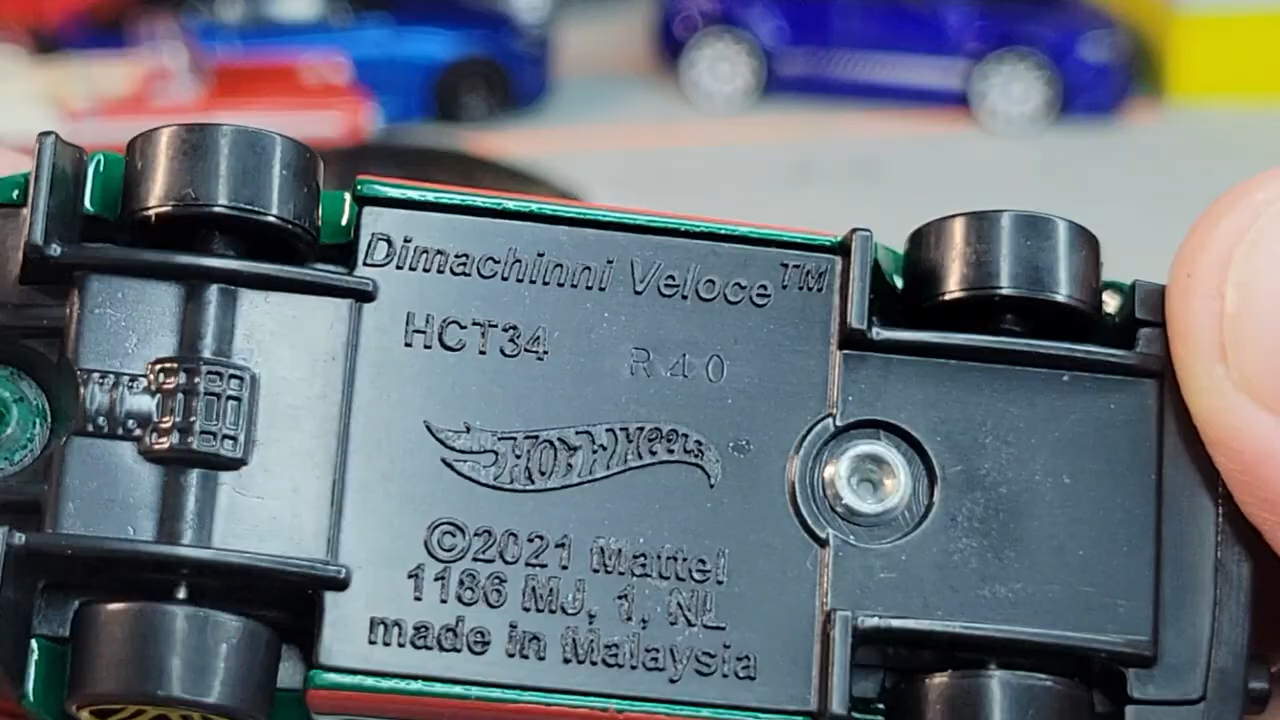 Dimachinni Veloce™
HCT34 R40
HOT WHEELS
©2021 Mattel
1186 MJ, 1, NL
made in Malaysia